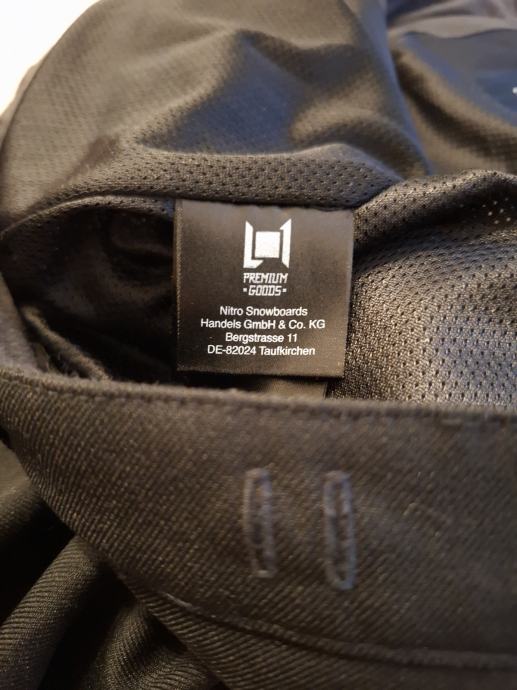 PREMIUM
-GOODS-
Nitro Snowboards
Handels GmbH & Co. KG
Bergstrasse 11
DE-82024 Taufkirchen